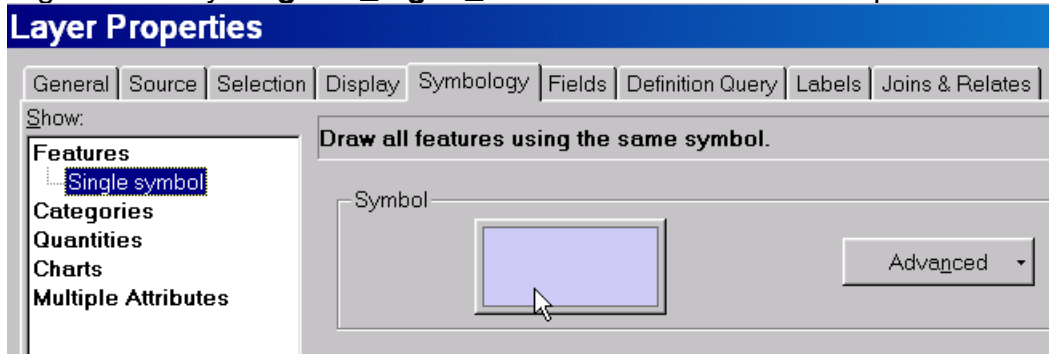 Layer Properties
General Source Selection Display Symbology Fields Definition Query Labels Joins & Relates
Show:
Draw all features using the same symbol.
Features
Single symbol
Categories
Quantities
Charts
Multiple Attributes
Symbol
Advanced